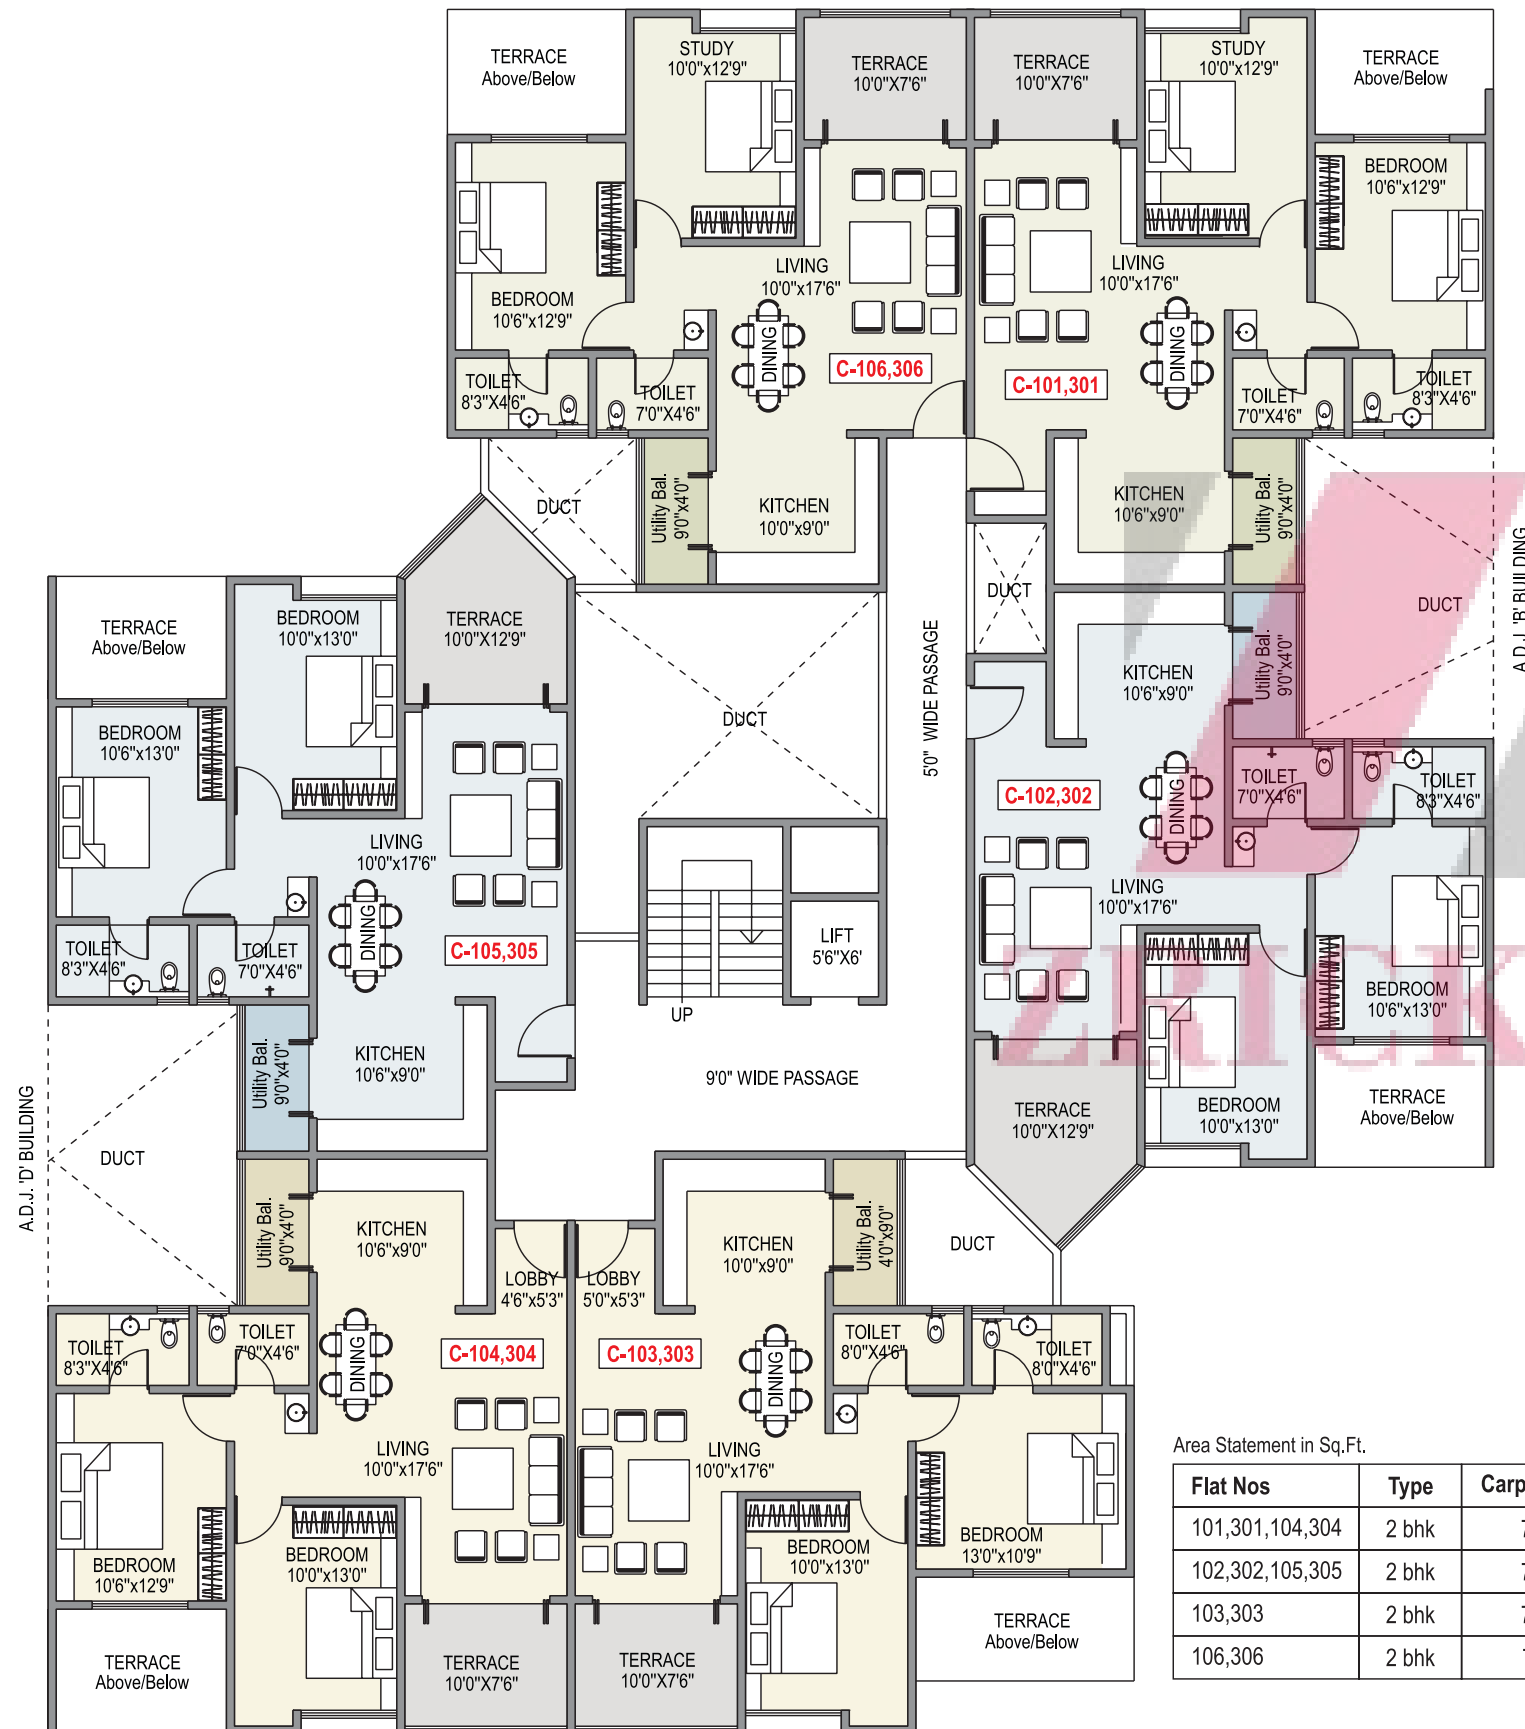 TERRACE
Above/Below
STUDY
10'0"x12'9"
TERRACE
10'0"X7'6"
TERRACE
10'0"X7'6"
STUDY
10'0"x12'9"
TERRACE
Above/Below
BEDROOM
10'6"x12'9"
BEDROOM
10'6"x12'9"
LIVING
10'0"x17'6"
LIVING
10'0"x17'6"
DINING
DINING
C-106,306
C-101,301
TOILET
8'3"X4'6"
TOILET
7'0"X4'6"
TOILET
7'0"X4'6"
TOILET
8'3"X4'6"
DUCT
Utility Bal.
9'0"x4'0"
KITCHEN
10'0"x9'0"
KITCHEN
10'6"x9'0"
Utility Bal.
9'0"x4'0"
DUCT
DUCT
A.D.J. 'B' BUILDING
TERRACE
Above/Below
BEDROOM
10'0"x13'0"
TERRACE
10'0"X12'9"
5'0" WIDE PASSAGE
KITCHEN
10'6"x9'0"
Utility Bal.
9'0"x4'0"
BEDROOM
10'6"x13'0"
DUCT
C-102,302
DINING
TOILET
7'0"X4'6"
TOILET
8'3"X4'6"
LIVING
10'0"x17'6"
LIVING
10'0"x17'6"
DINING
C-105,305
TOILET
8'3"X4'6"
TOILET
7'0"X4'6"
LIFT
5'6"X6'
UP
BEDROOM
10'6"x13'0"
ZRICK
KITCHEN
10'6"x9'0"
Utility Bal.
9'0"x4'0"
9'0" WIDE PASSAGE
TERRACE
10'0"X12'9"
BEDROOM
10'0"x13'0"
TERRACE
Above/Below
A.D.J. 'D' BUILDING
DUCT
Utility Bal.
9'0"x4'0"
KITCHEN
10'6"x9'0"
LOBBY
4'6"x5'3"
LOBBY
5'0"x5'3"
KITCHEN
10'0"x9'0"
Utility Bal.
4'0"x9'0"
DUCT
TOILET
8'3"X4'6"
TOILET
7'0"X4'6"
DINING
C-104,304
C-103,303
DINING
TOILET
8'0"X4'6"
TOILET
8'0"X4'6"
LIVING
10'0"x17'6"
LIVING
10'0"x17'6"
BEDROOM
10'6"x12'9"
BEDROOM
10'0"x13'0"
BEDROOM
10'0"x13'0"
BEDROOM
13'0"x10'9"
TERRACE
Above/Below
TERRACE
10'0"X7'6"
TERRACE
10'0"X7'6"
TERRACE
Above/Below
Area Statement in Sq.Ft.
Flat Nos Type Carp
101,301,104,304 2 bhk
102,302,105,305 2 bhk
103,303 2 bhk
106,306 2 bhk